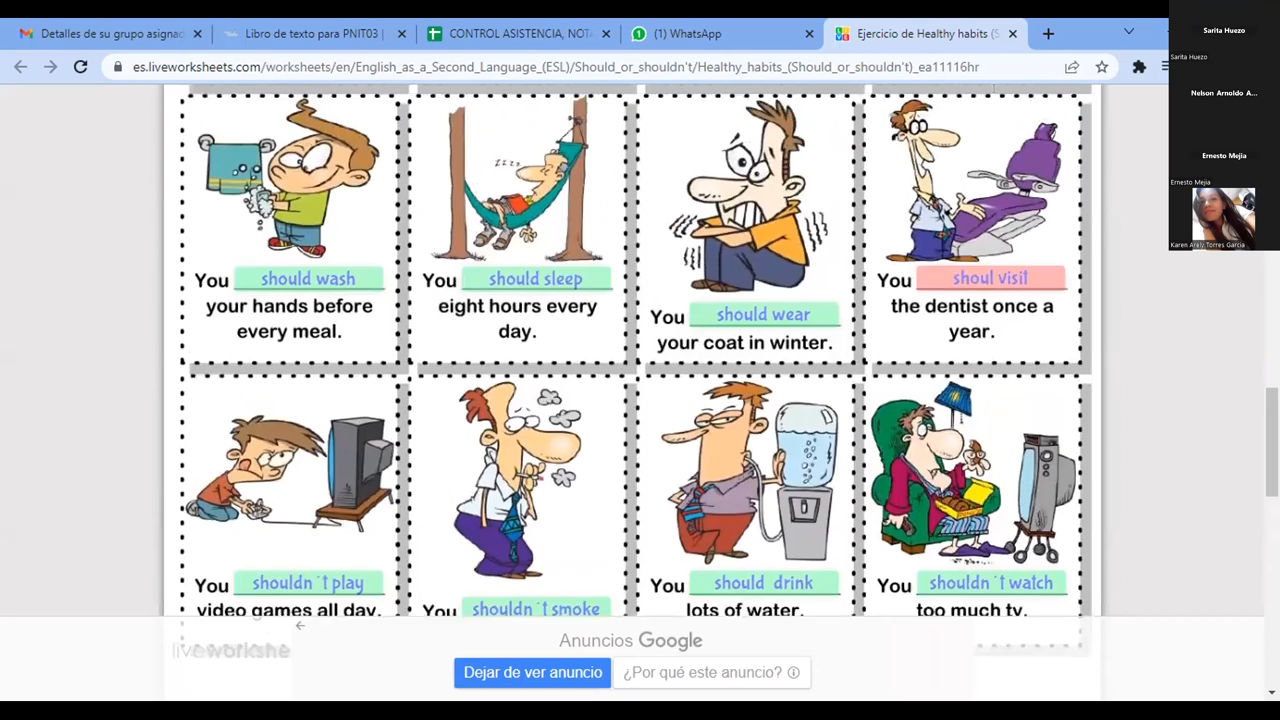 Detalles de su grupo asignad
Libro de texto para PNIT03 |
CONTROL ASISTENCIA, NOTA
(1) WhatsApp
Ejercicio de Healthy habits (S
es.liveworksheets.com/worksheets/en/English_as_a_Second_Language_(ESL)/Should_or_shouldn't/Healthy_habits_(Should_or_shouldn't)_ea11116hr
Sarita Huezo
Sarita Huezo
Nelson Arnoldo A...
Ernesto Mejia
Ernesto Mejia
Karen Arely Torres Garcia
zzzz
You should wash
your hands before
every meal.
You should sleep
eight hours every
day.
You should wear
your coat in winter.
You shoul visit
the dentist once a
year.
You shouldn´t play
video games all day.
You shouldn´t smoke
You should drink
lots of water.
You shouldn´t watch
too much tv.
liveworkshe
Anuncios Google
Dejar de ver anuncio
¿Por qué este anuncio?